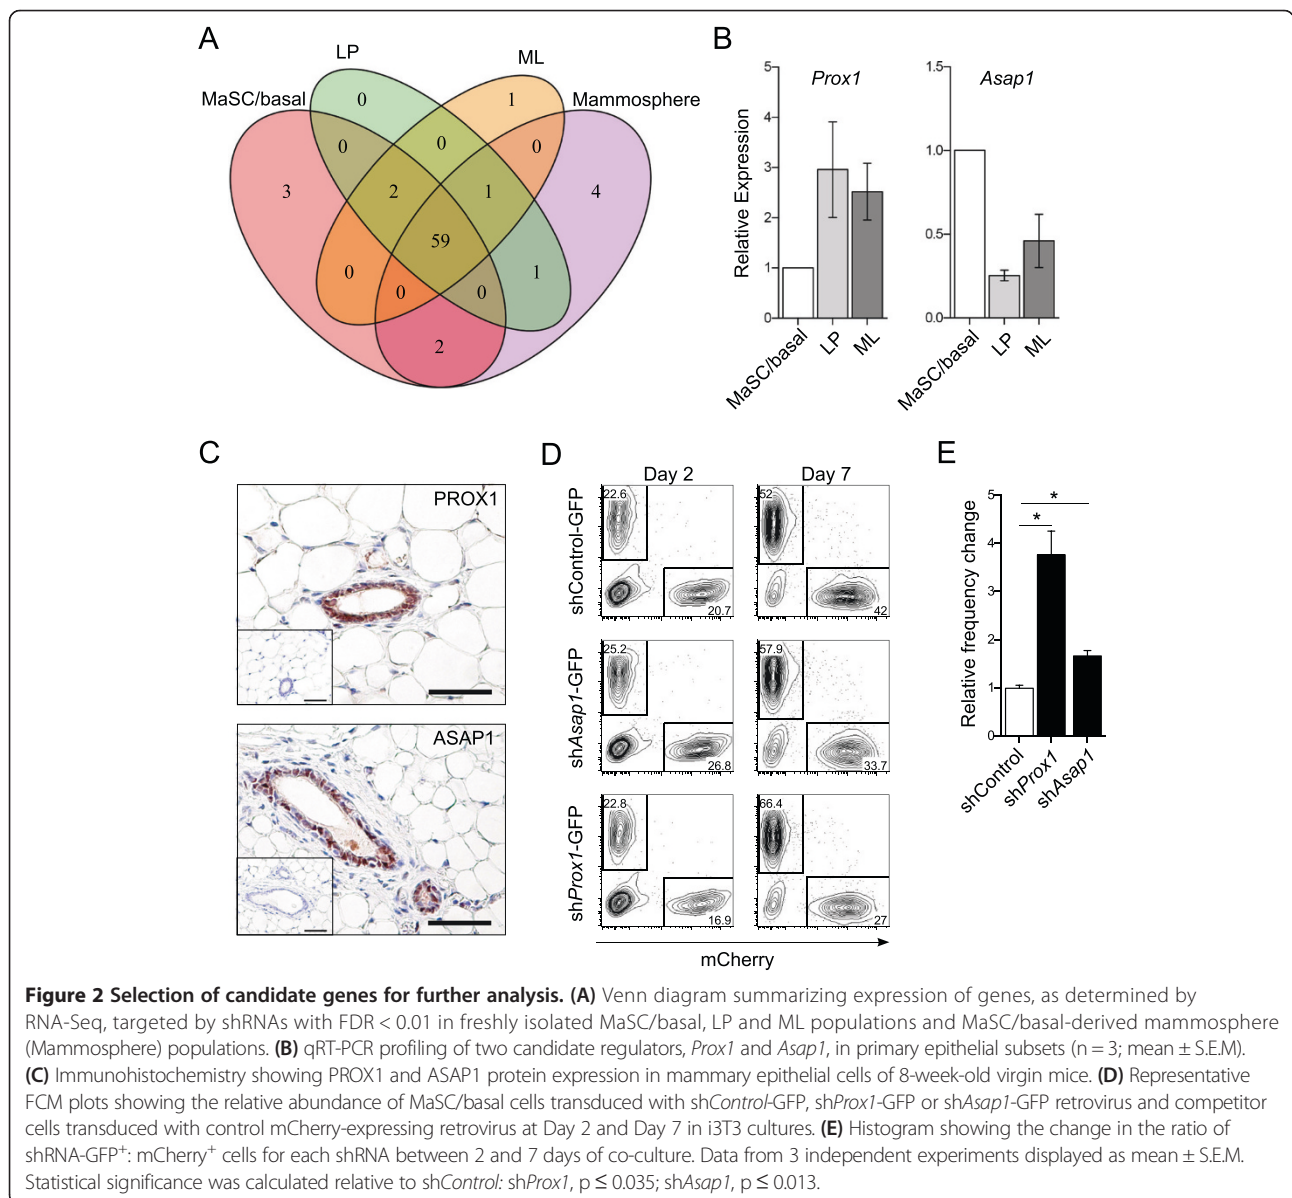 A
LP
ML
MaSC/basal
Mammosphere
0
1
0
0
0
3
2
1
4
59
0
1
0
0
2
B
5
4
3
2
1
0
Relative Expression
Prox1
MaSC/basal
LP
ML
1.5
1.0
0.5
0.0
Asap1
MaSC/basal
LP
ML
C
PROX1
ASAP1
D
Day 2
Day 7
shControl-GFP
22.6
20.7
52
42
shAsap1-GFP
25.2
26.8
57.9
33.7
shProx1-GFP
22.8
16.9
66.4
27
mCherry
E
Relative frequency change
5
4
3
2
1
0
*
*
shControl
shProx1
shAsap1
Figure 2 Selection of candidate genes for further analysis. (A) Venn diagram summarizing expression of genes, as determined by
RNA-Seq, targeted by shRNAs with FDR < 0.01 in freshly isolated MaSC/basal, LP and ML populations and MaSC/basal-derived mammosphere
(Mammosphere) populations. (B) qRT-PCR profiling of two candidate regulators, Prox1 and Asap1, in primary epithelial subsets (n = 3; mean ± S.E.M).
(C) Immunohistochemistry showing PROX1 and ASAP1 protein expression in mammary epithelial cells of 8-week-old virgin mice. (D) Representative
FCM plots showing the relative abundance of MaSC/basal cells transduced with shControl-GFP, shProx1-GFP or shAsap1-GFP retrovirus and competitor
cells transduced with control mCherry-expressing retrovirus at Day 2 and Day 7 in i3T3 cultures. (E) Histogram showing the change in the ratio of
shRNA-GFP⁺: mCherry⁺ cells for each shRNA between 2 and 7 days of co-culture. Data from 3 independent experiments displayed as mean ± S.E.M.
Statistical significance was calculated relative to shControl: shProx1, p ≤ 0.035; shAsap1, p ≤ 0.013.